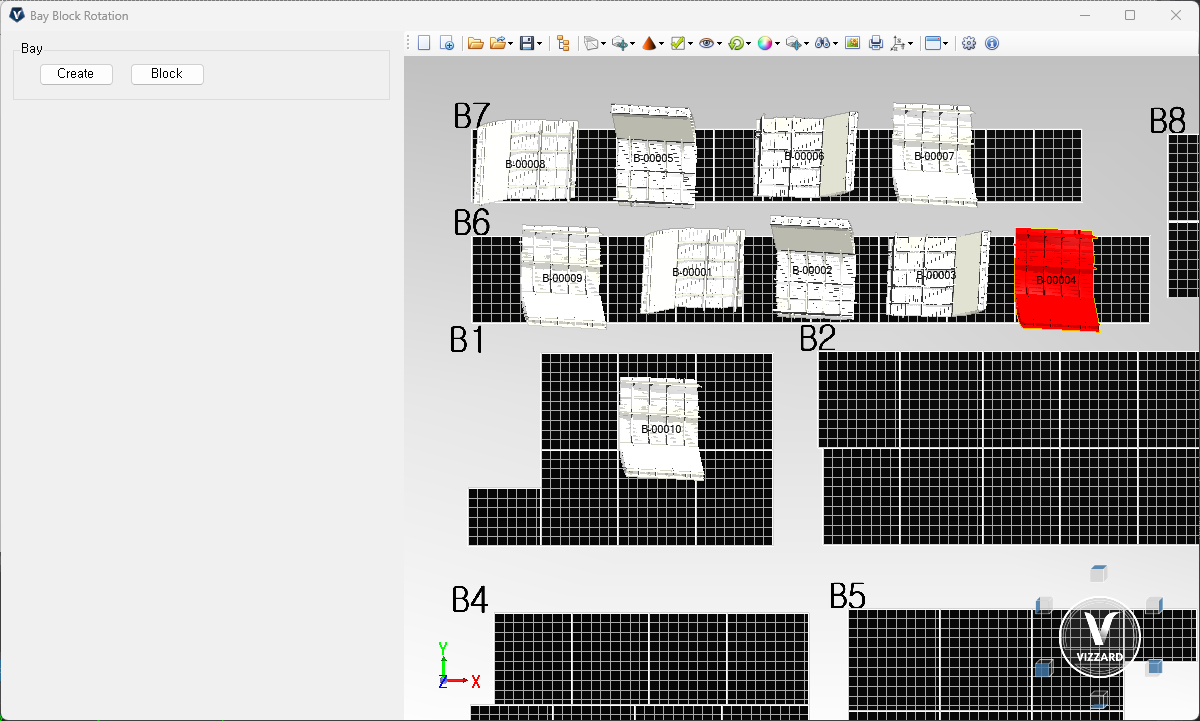 Bay Block Rotation
Bay
Create Block
B7
B8
B-00008 B-00005 B-00006 B-00007
B6
B-00009 B-00001 B-00002 B-00003 B-00004
B1 B2
B-00010
B4 B5
Y
Z X
VIZZARD